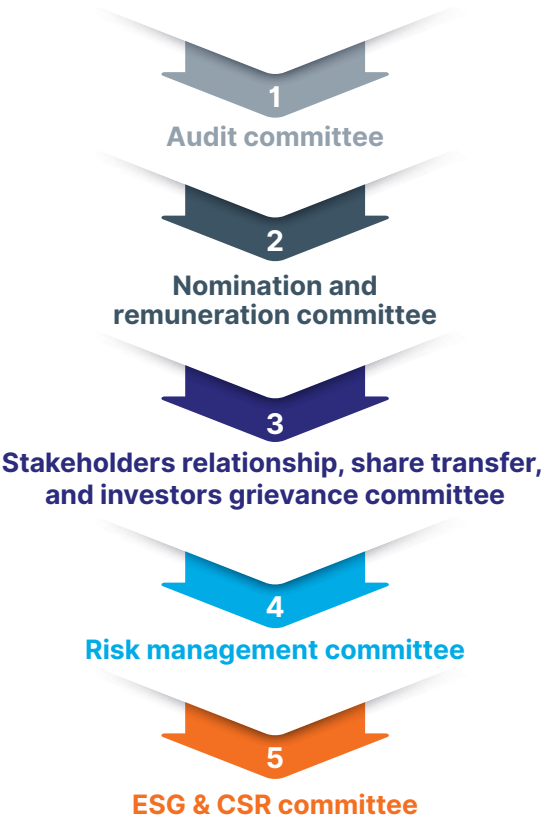 1
Audit committee
2
Nomination and
remuneration committee
3
Stakeholders relationship, share transfer,
and investors grievance committee
4
Risk management committee
5
ESG & CSR committee